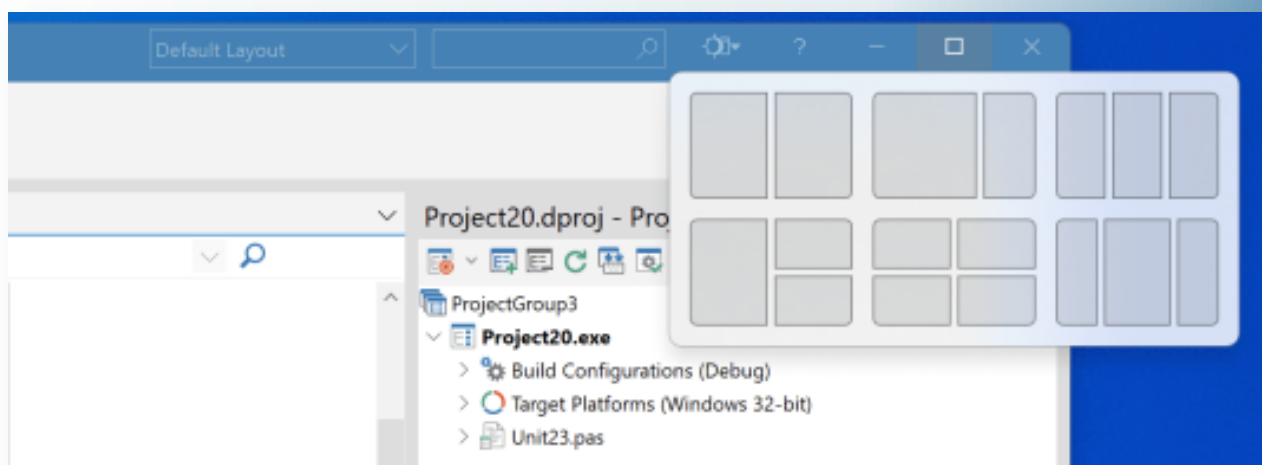 Default Layout
?
Project20.dproj - Pro
ProjectGroup3
Project20.exe
Build Configurations (Debug)
Target Platforms (Windows 32-bit)
Unit23.pas